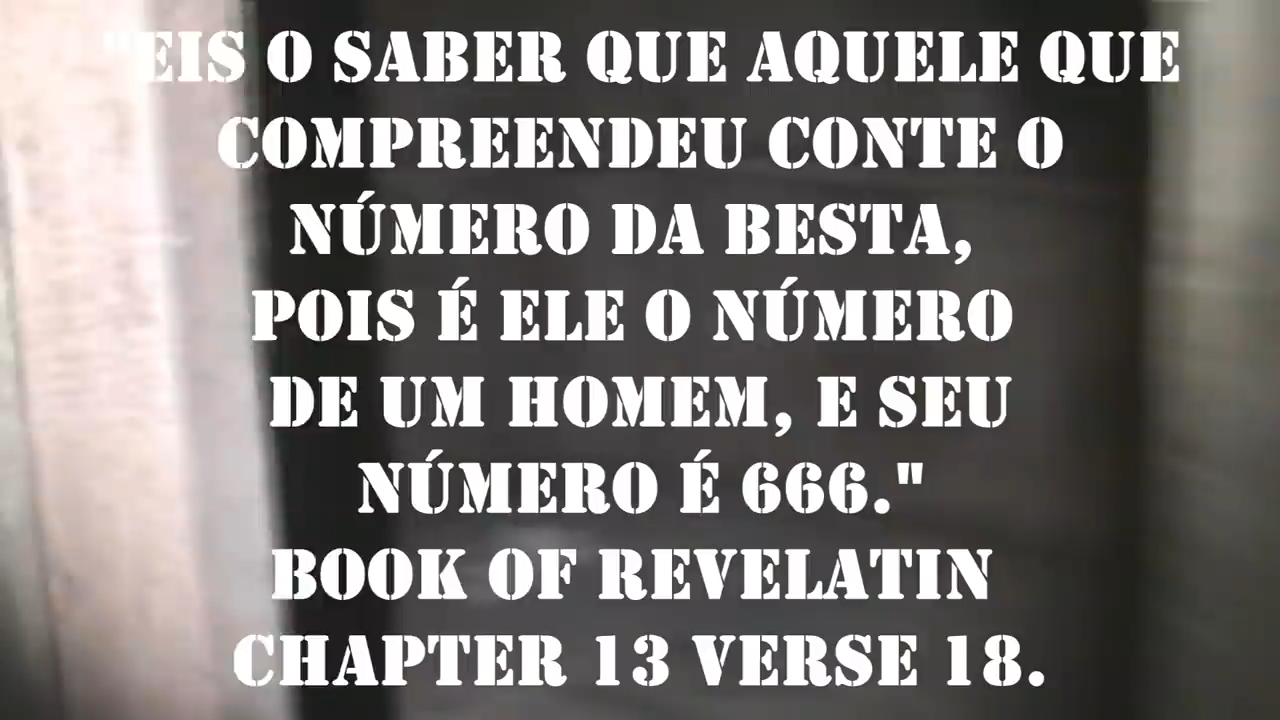 "EIS O SABER QUE AQUELE QUE
COMPREENDEU CONTE O
NÚMERO DA BESTA,
POIS É ELE O NÚMERO
DE UM HOMEM, E SEU
NÚMERO É 666."
BOOK OF REVELATIN
CHAPTER 13 VERSE 18.